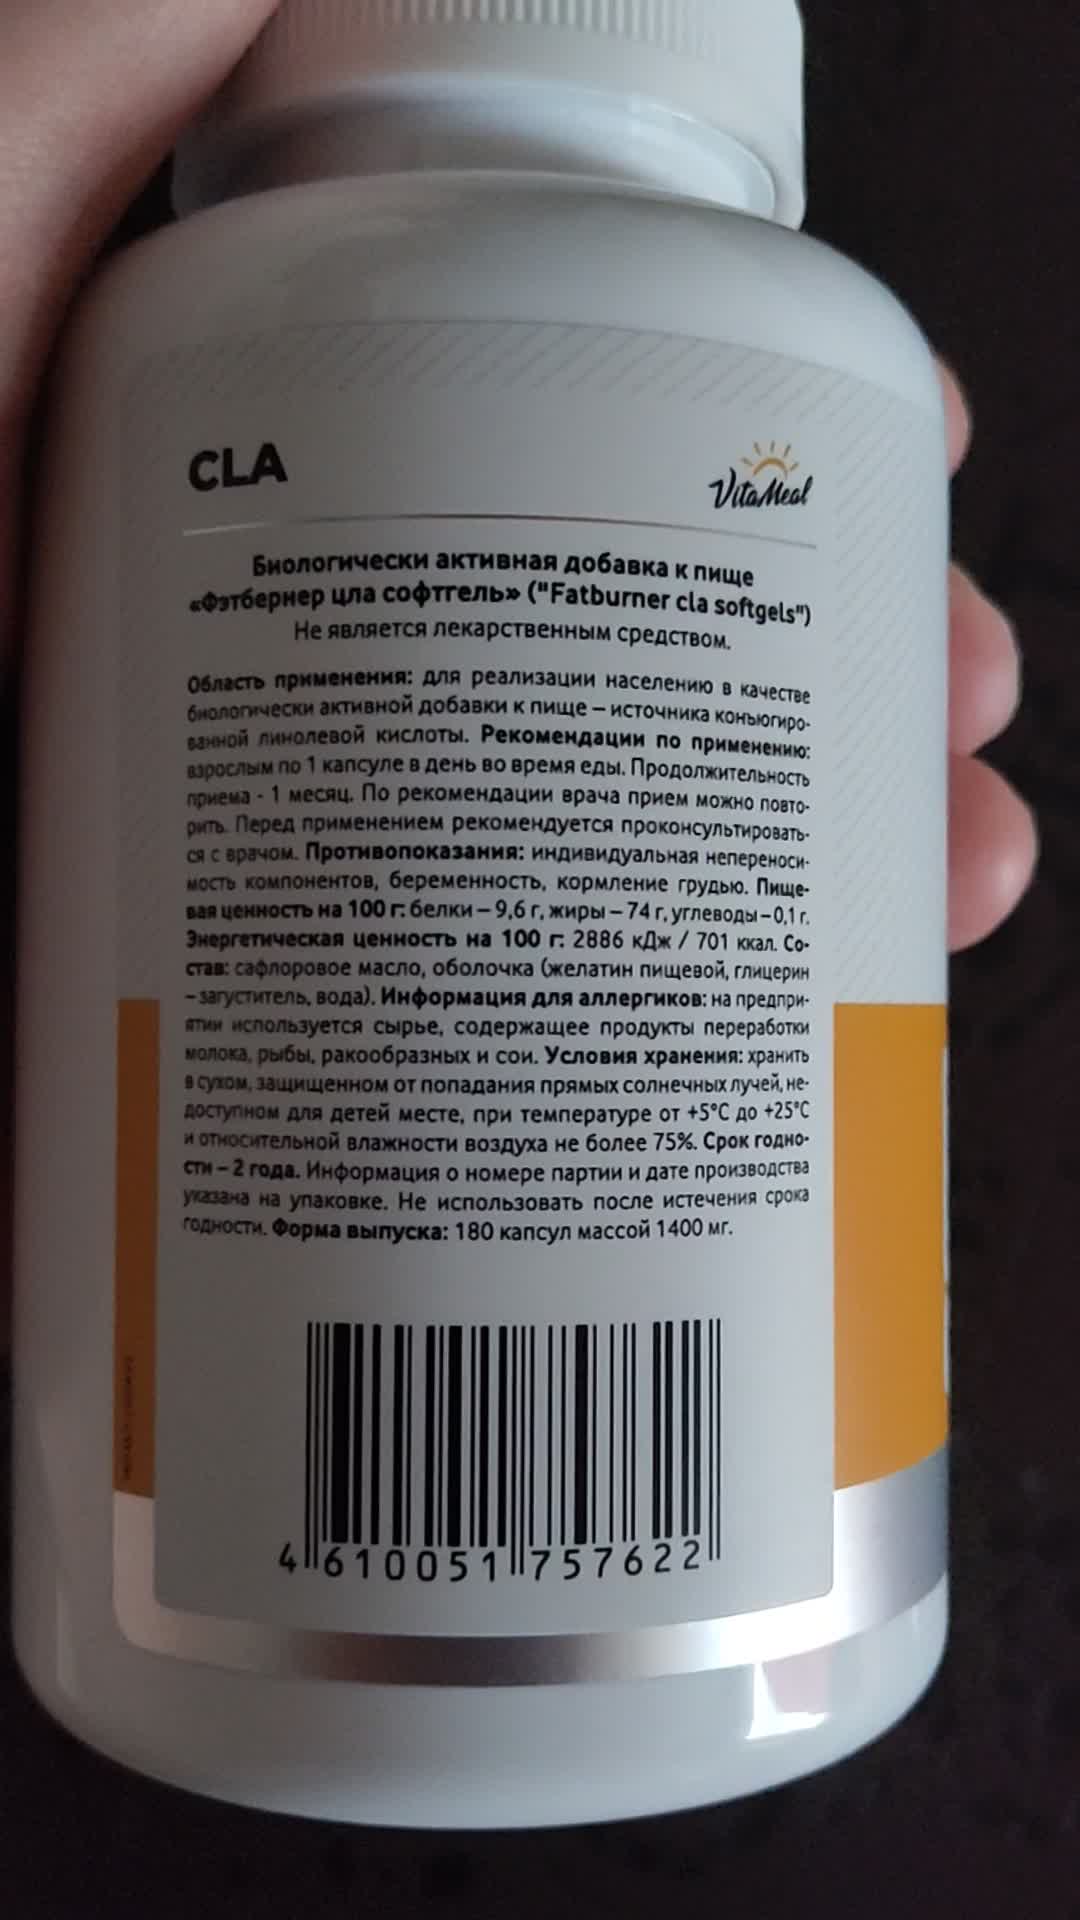 CLA
VitaMeal
Биологически активная добавка к пище
«Фэтбернер цла софтгель» ("Fatburner cla softgels")
Не является лекарственным средством.
Область применения: для реализации населению в качестве
биологически активной добавки к пище – источника конъюгиро-
ванной линолевой кислоты. Рекомендации по применению:
взрослым по 1 капсуле в день во время еды. Продолжительность
приема - 1 месяц. По рекомендации врача прием можно повто-
рить. Перед применением рекомендуется проконсультировать-
ся с врачом. Противопоказания: индивидуальная непереноси-
мость компонентов, беременность, кормление грудью. Пище-
вая ценность на 100 г: белки – 9,6 г, жиры – 74 г, углеводы – 0,1 г.
Энергетическая ценность на 100 г: 2886 кДж / 701 ккал. Со-
став: сафлоровое масло, оболочка (желатин пищевой, глицерин
– загуститель, вода). Информация для аллергиков: на предпри-
ятии используется сырье, содержащее продукты переработки
молока, рыбы, ракообразных и сои. Условия хранения: хранить
в сухом, защищенном от попадания прямых солнечных лучей, не-
доступном для детей месте, при температуре от +5°C до +25°C
и относительной влажности воздуха не более 75%. Срок годно-
сти – 2 года. Информация о номере партии и дате производства
указана на упаковке. Не использовать после истечения срока
годности. Форма выпуска: 180 капсул массой 1400 мг.
4 610051 757622